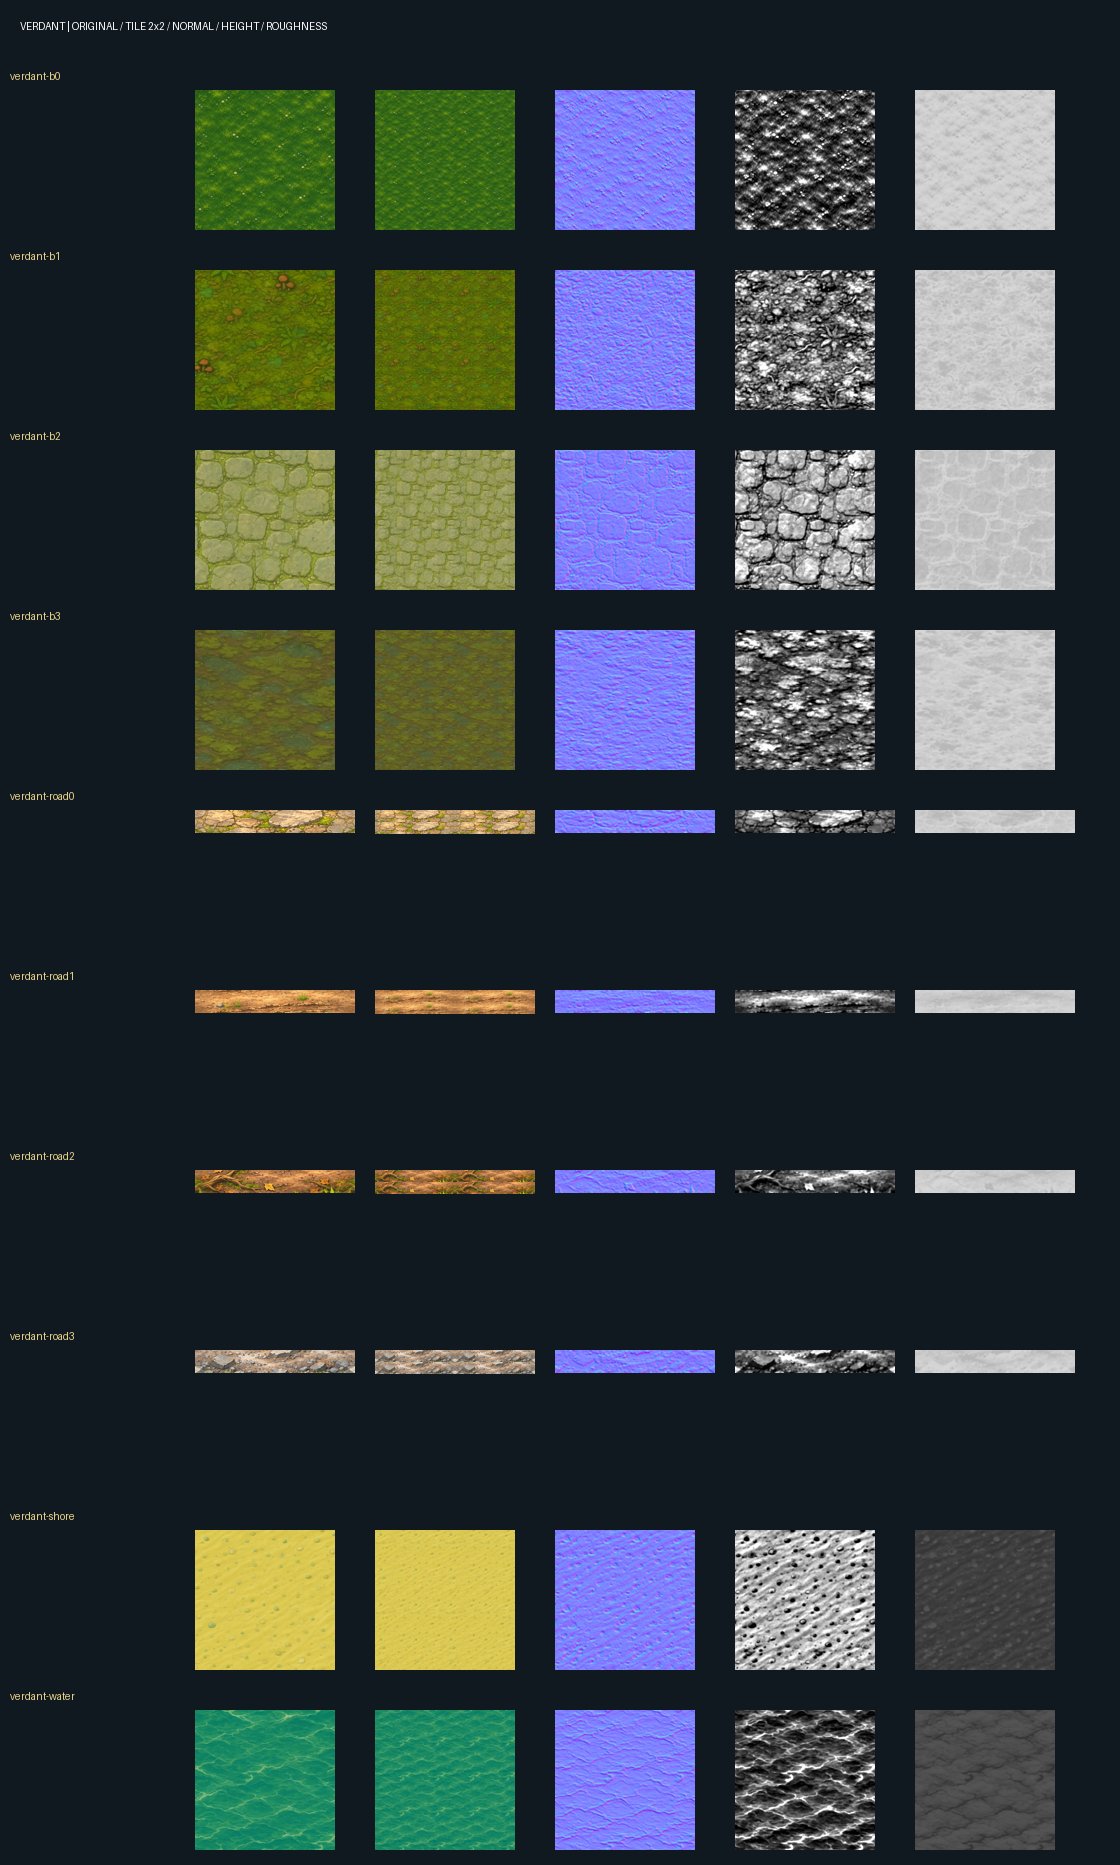 VERDANT | ORIGINAL / TILE 2x2 / NORMAL / HEIGHT / ROUGHNESS
verdant-b0
verdant-b1
verdant-b2
verdant-b3
verdant-road0
verdant-road1
verdant-road2
verdant-road3
verdant-shore
verdant-water